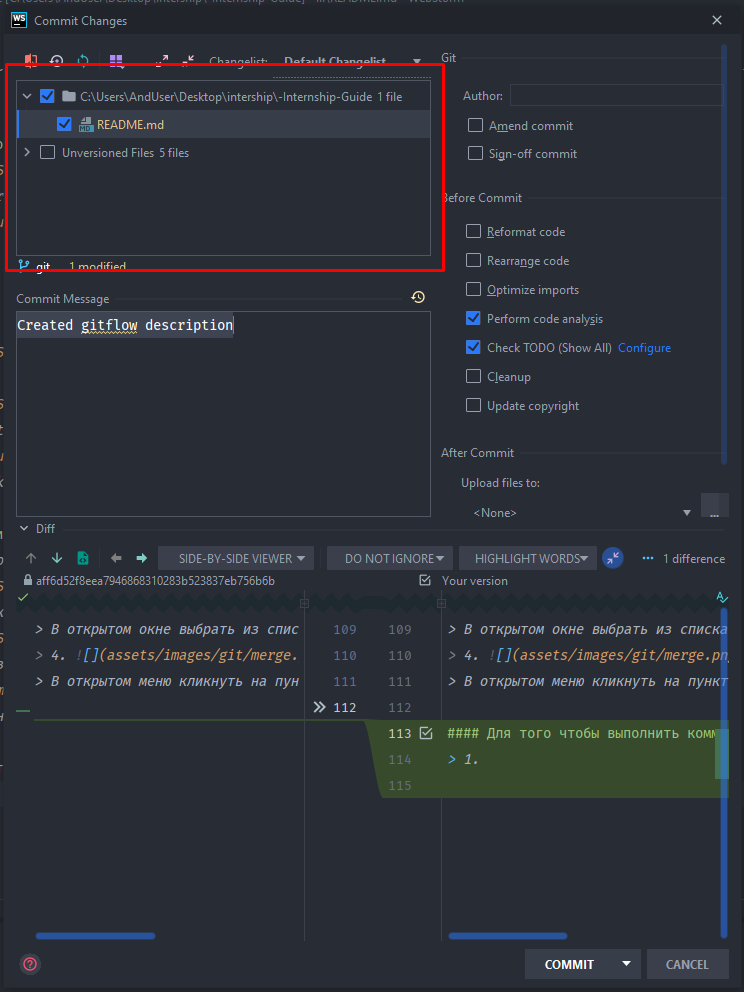 WS Commit Changes
Changelist: Default Changelist
Git
C:\Users\AndUser\Desktop\intership\-Internship-Guide 1 file
README.md
Unversioned Files 5 files
git 1 modified
Author:
Amend commit
Sign-off commit
Before Commit
Reformat code
Rearrange code
Optimize imports
Perform code analysis
Check TODO (Show All) Configure
Cleanup
Update copyright
After Commit
Upload files to:
<None>
...
Commit Message
Created gitflow description
Diff
SIDE-BY-SIDE VIEWER DO NOT IGNORE HIGHLIGHT WORDS 1 difference
aff6d52f8eea7946868310283b523837eb756b6b Your version
> В открытом окне выбрать из спис 109 109 > В открытом окне выбрать из списка
> 4. ![](assets/images/git/merge. 110 110 > 4. ![](assets/images/git/merge.pn
> В открытом меню кликнуть на пун 111 111 > В открытом меню кликнуть на пункт
112 112
113 #### Для того чтобы выполнить комм
114 > 1.
115
? COMMIT CANCEL